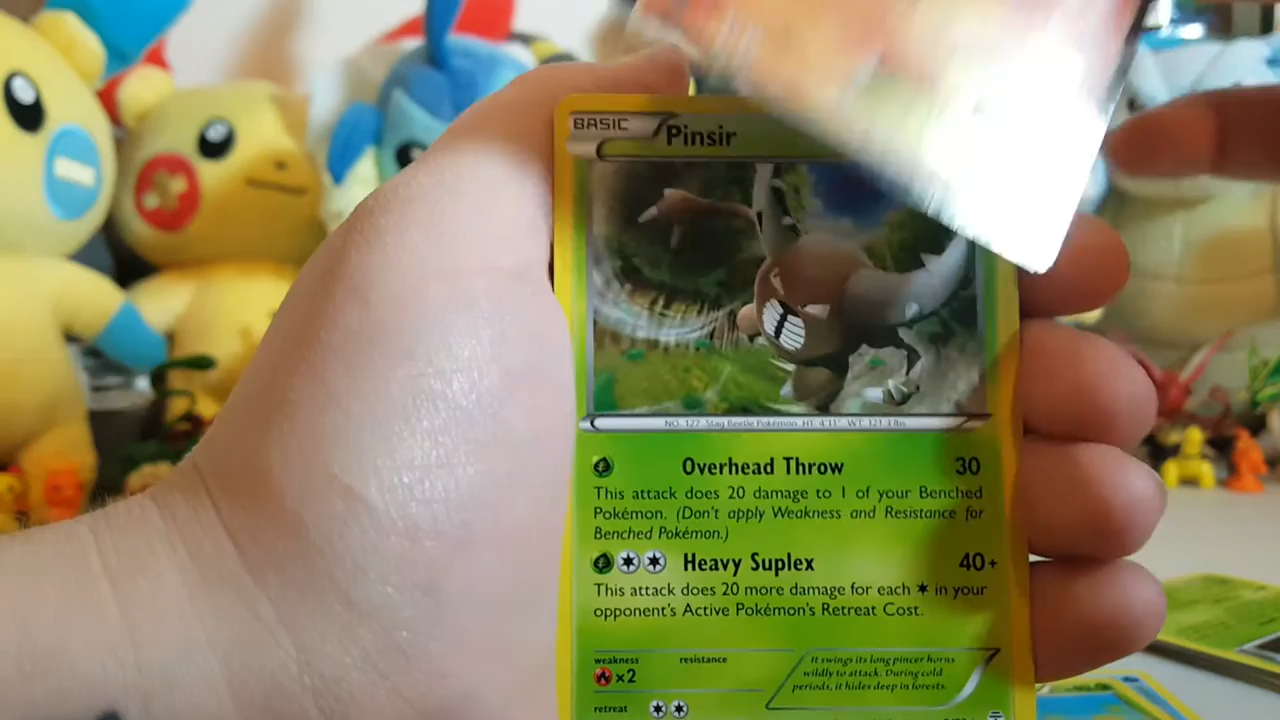 BASIC
Pinsir
NO. 127 Stag Beetle Pokémon. HT. 4'11" WT. 121.3 lbs
Overhead Throw 30
This attack does 20 damage to 1 of your Benched
Pokémon. (Don't apply Weakness and Resistance for
Benched Pokémon.)
Heavy Suplex 40+
This attack does 20 more damage for each in your
opponent's Active Pokémon's Retreat Cost.
weakness resistance
×2
It swings its long pincer horns
wildly to attack. During cold
periods, it hides deep in forests.
retreat